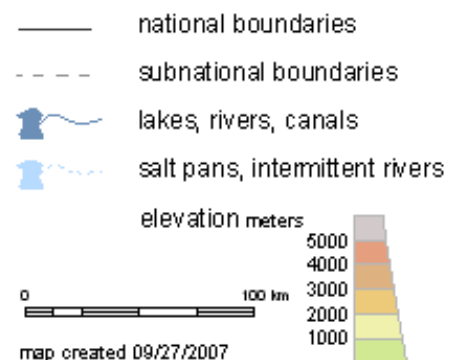 national boundaries
subnational boundaries
lakes, rivers, canals
salt pans, intermittent rivers
elevation meters
5000
4000
3000
2000
1000
0 100 km
map created 09/27/2007